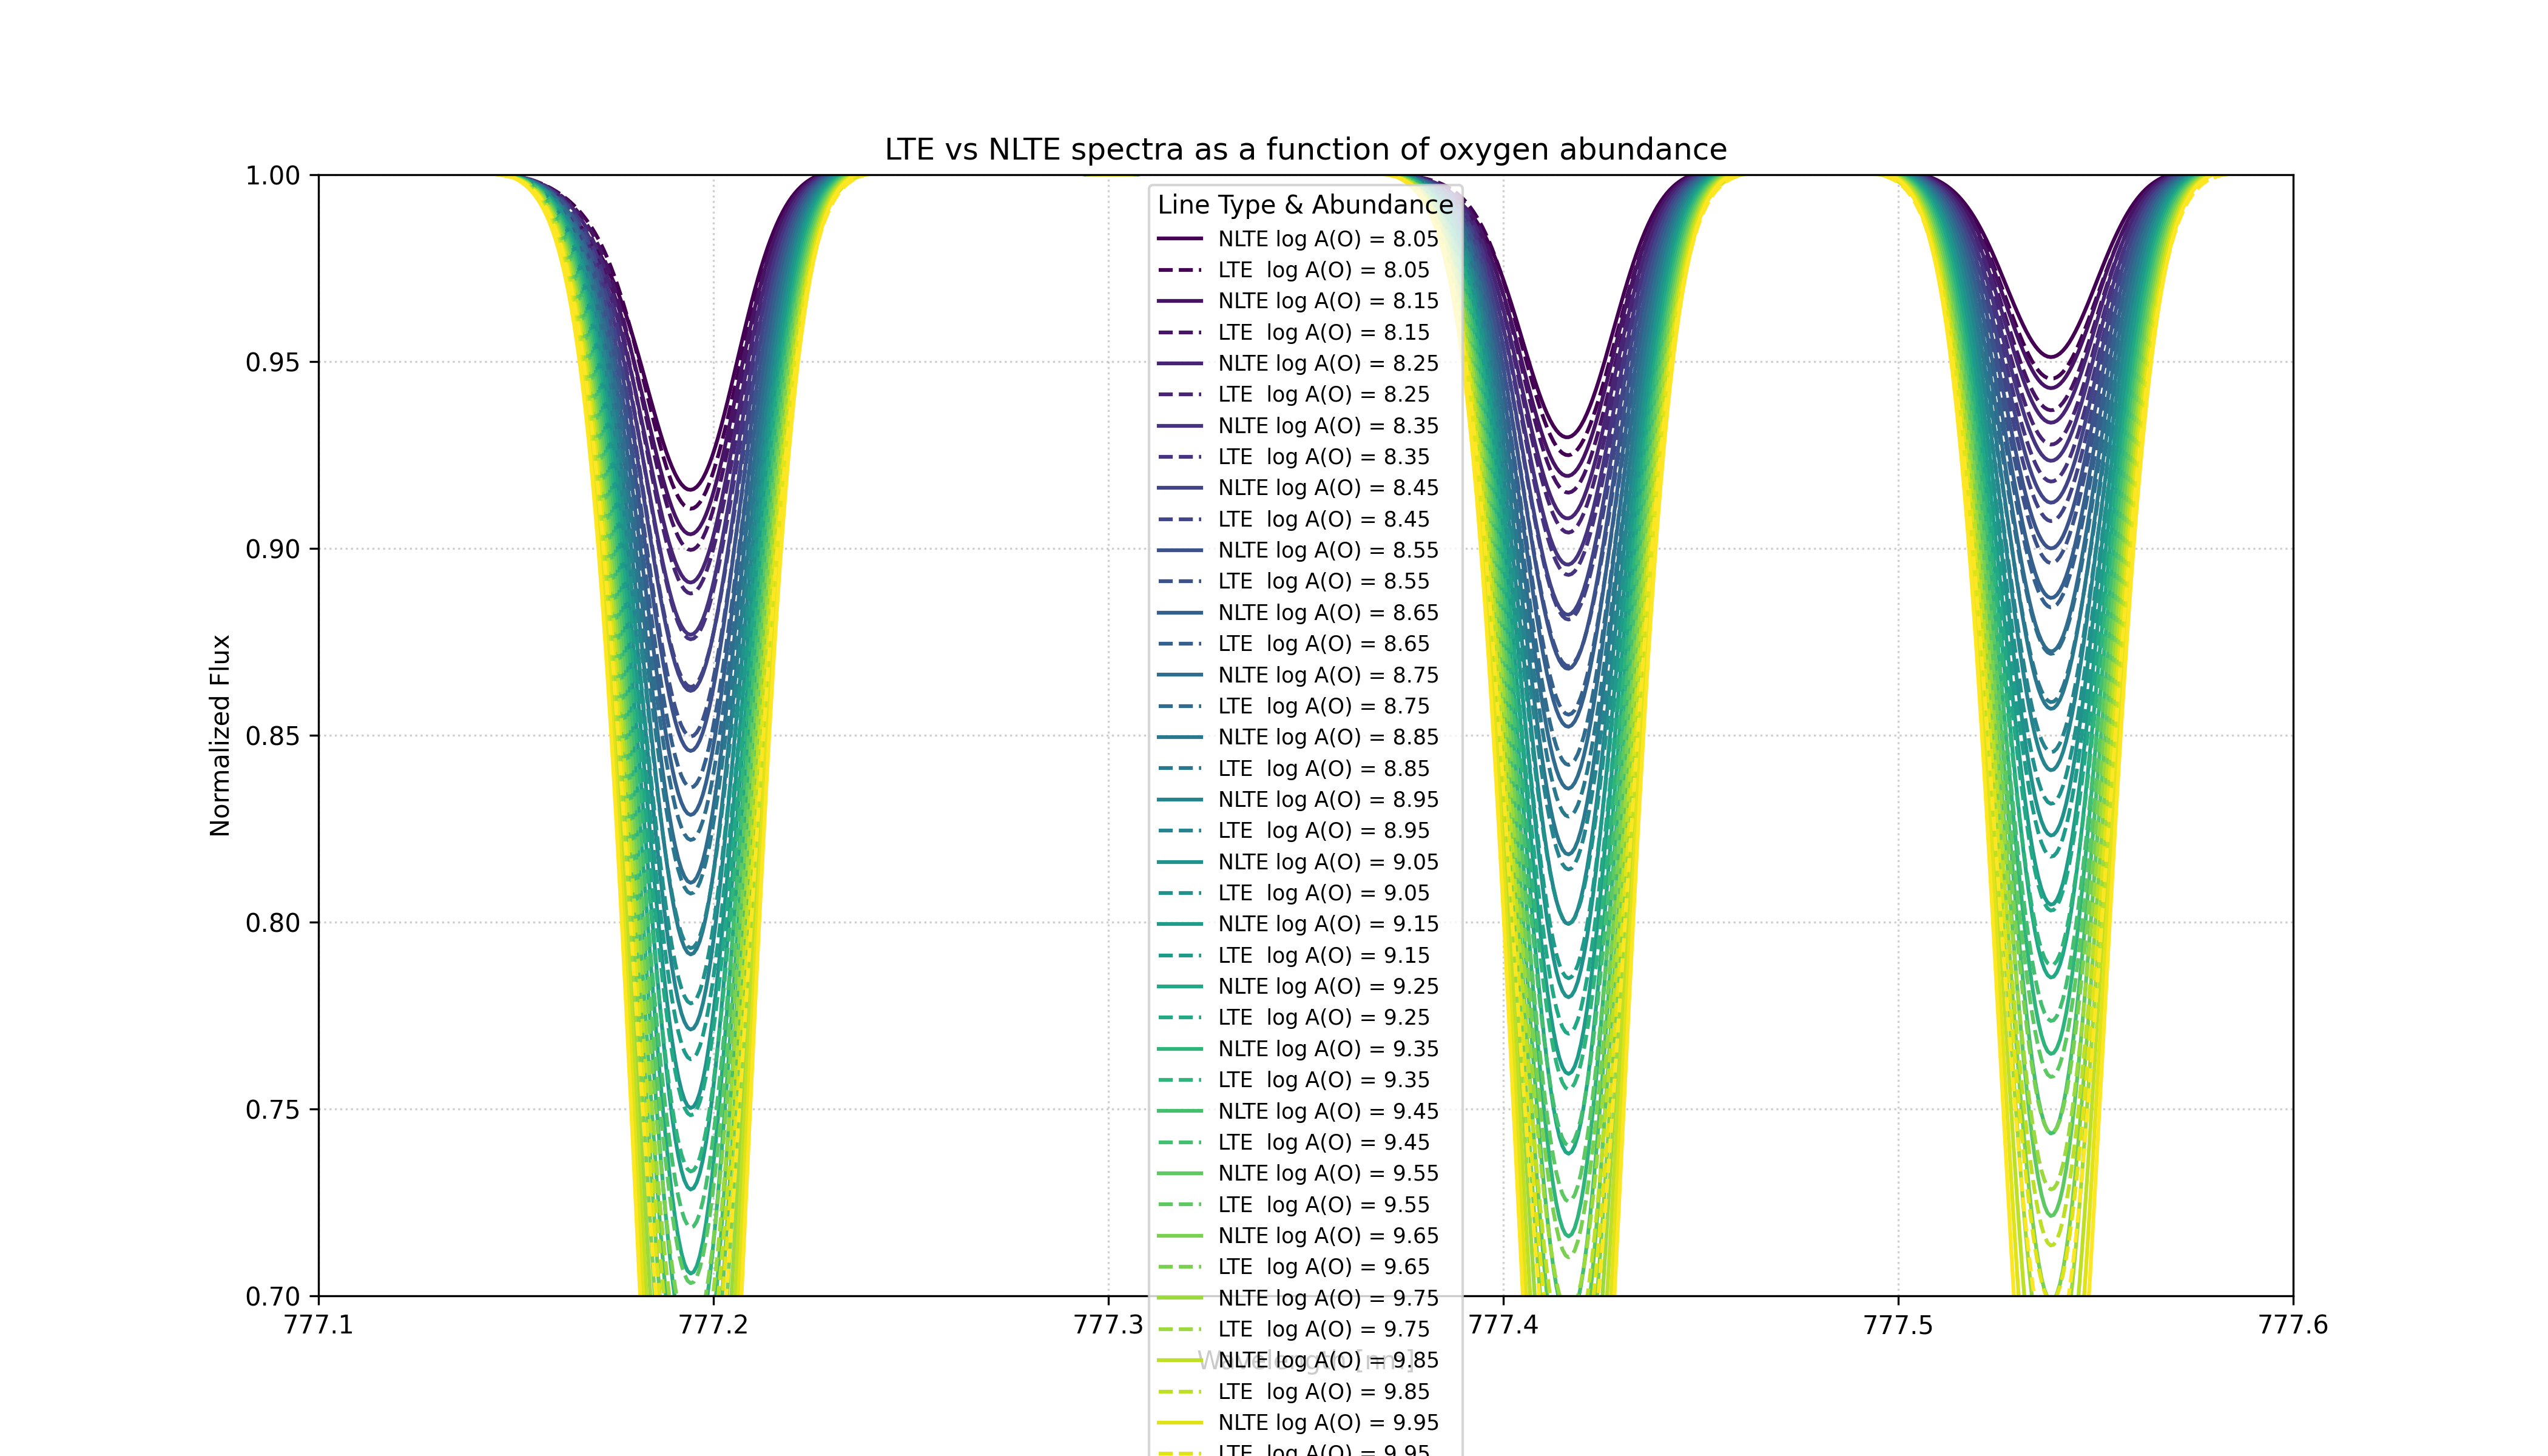 LTE vs NLTE spectra as a function of oxygen abundance
Normalized Flux
1.00
0.95
0.90
0.85
0.80
0.75
0.70
777.1
777.2
777.3
777.4
777.5
777.6
Wavelength [nm]
Line Type & Abundance
NLTE log A(O) = 8.05
LTE  log A(O) = 8.05
NLTE log A(O) = 8.15
LTE  log A(O) = 8.15
NLTE log A(O) = 8.25
LTE  log A(O) = 8.25
NLTE log A(O) = 8.35
LTE  log A(O) = 8.35
NLTE log A(O) = 8.45
LTE  log A(O) = 8.45
NLTE log A(O) = 8.55
LTE  log A(O) = 8.55
NLTE log A(O) = 8.65
LTE  log A(O) = 8.65
NLTE log A(O) = 8.75
LTE  log A(O) = 8.75
NLTE log A(O) = 8.85
LTE  log A(O) = 8.85
NLTE log A(O) = 8.95
LTE  log A(O) = 8.95
NLTE log A(O) = 9.05
LTE  log A(O) = 9.05
NLTE log A(O) = 9.15
LTE  log A(O) = 9.15
NLTE log A(O) = 9.25
LTE  log A(O) = 9.25
NLTE log A(O) = 9.35
LTE  log A(O) = 9.35
NLTE log A(O) = 9.45
LTE  log A(O) = 9.45
NLTE log A(O) = 9.55
LTE  log A(O) = 9.55
NLTE log A(O) = 9.65
LTE  log A(O) = 9.65
NLTE log A(O) = 9.75
LTE  log A(O) = 9.75
NLTE log A(O) = 9.85
LTE  log A(O) = 9.85
NLTE log A(O) = 9.95
LTE  log A(O) = 9.95